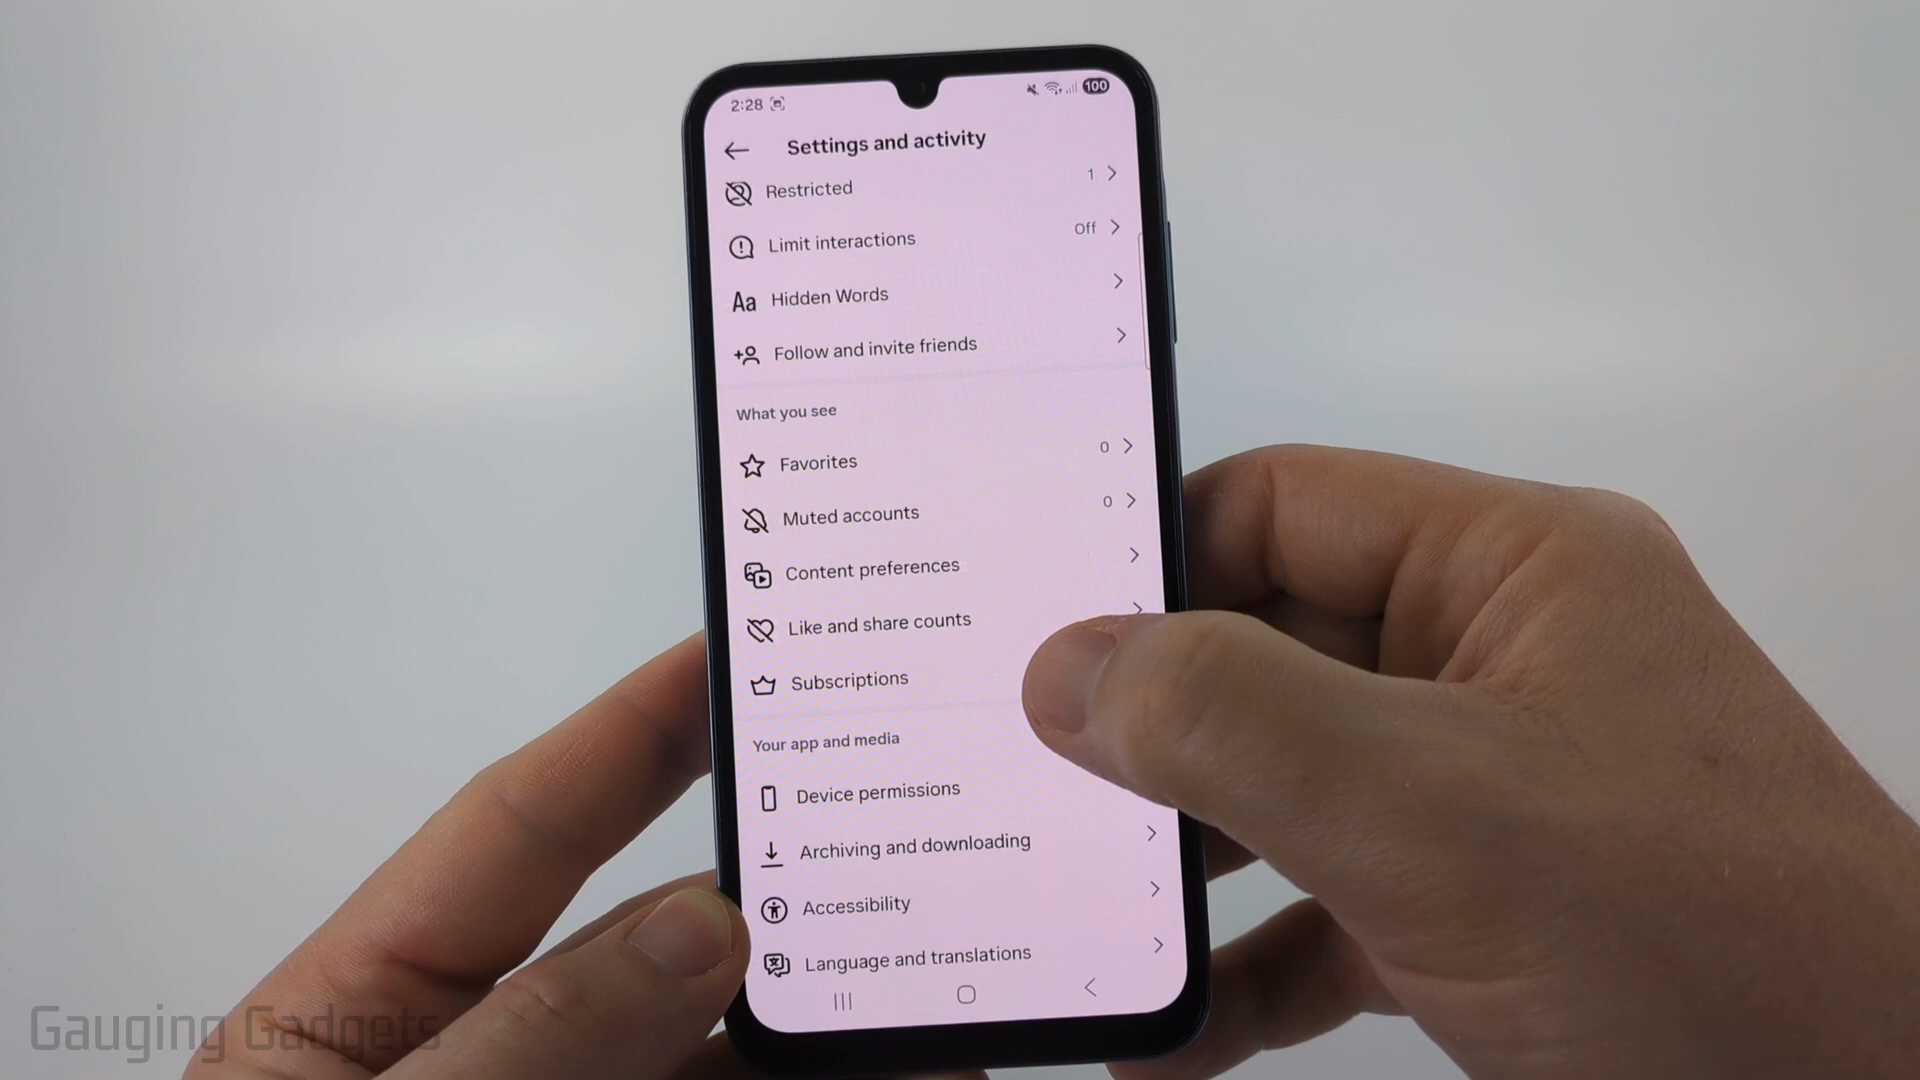 2:28
100
Settings and activity
Restricted 1
Limit interactions Off
Aa Hidden Words
Follow and invite friends
What you see
Favorites 0
Muted accounts 0
Content preferences
Like and share counts
Subscriptions
Your app and media
Device permissions
Archiving and downloading
Accessibility
Language and translations
Gauging Gadgets